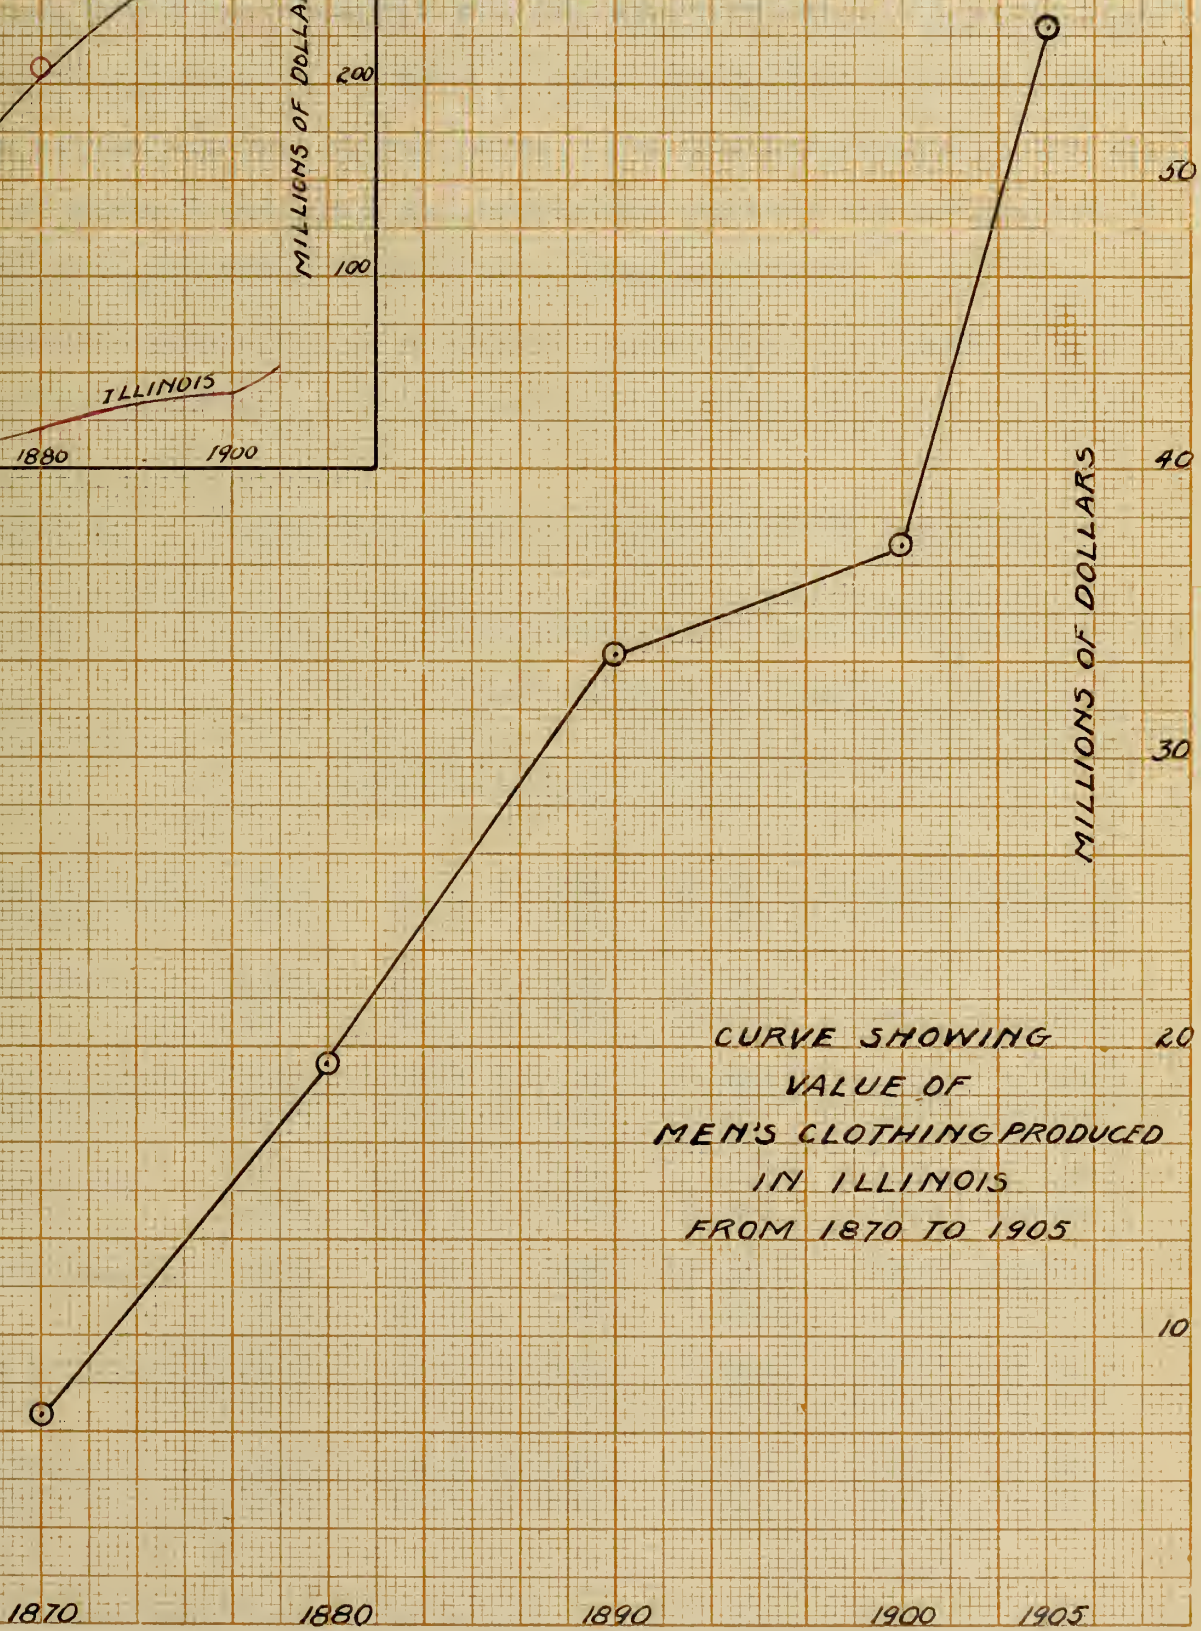 MILLIONS OF DOLLA
200
100
ILLINOIS
1880 1900
50
40
30
20
10
MILLIONS OF DOLLARS
CURVE SHOWING
VALUE OF
MEN'S CLOTHING PRODUCED
IN ILLINOIS
FROM 1870 TO 1905
1870 1880 1890 1900 1905